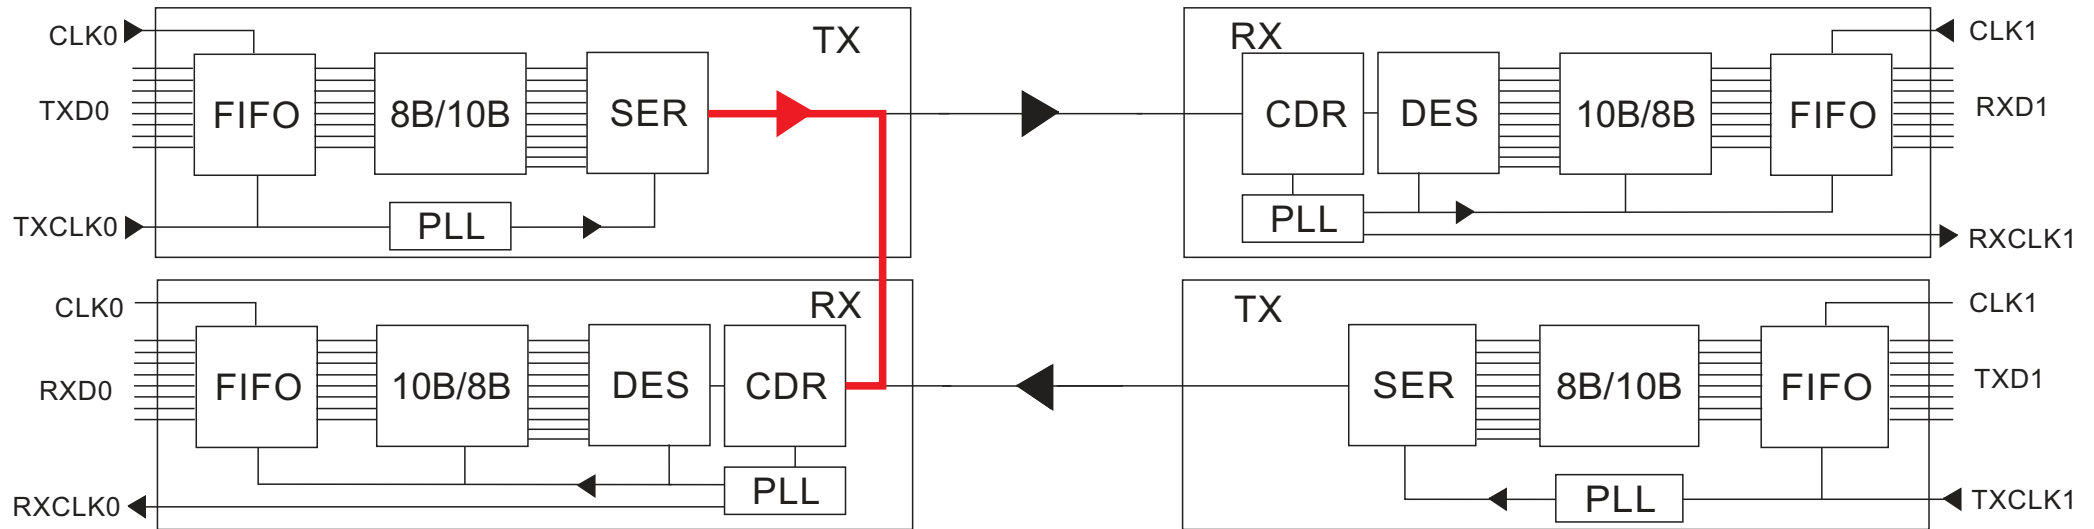 CLK0
TX
TXD0
FIFO
8B/10B
SER
TXCLK0
PLL
RX
CLK1
CDR
DES
10B/8B
FIFO
RXD1
PLL
RXCLK1
CLK0
RX
RXD0
FIFO
10B/8B
DES
CDR
RXCLK0
PLL
TX
CLK1
SER
8B/10B
FIFO
TXD1
PLL
TXCLK1